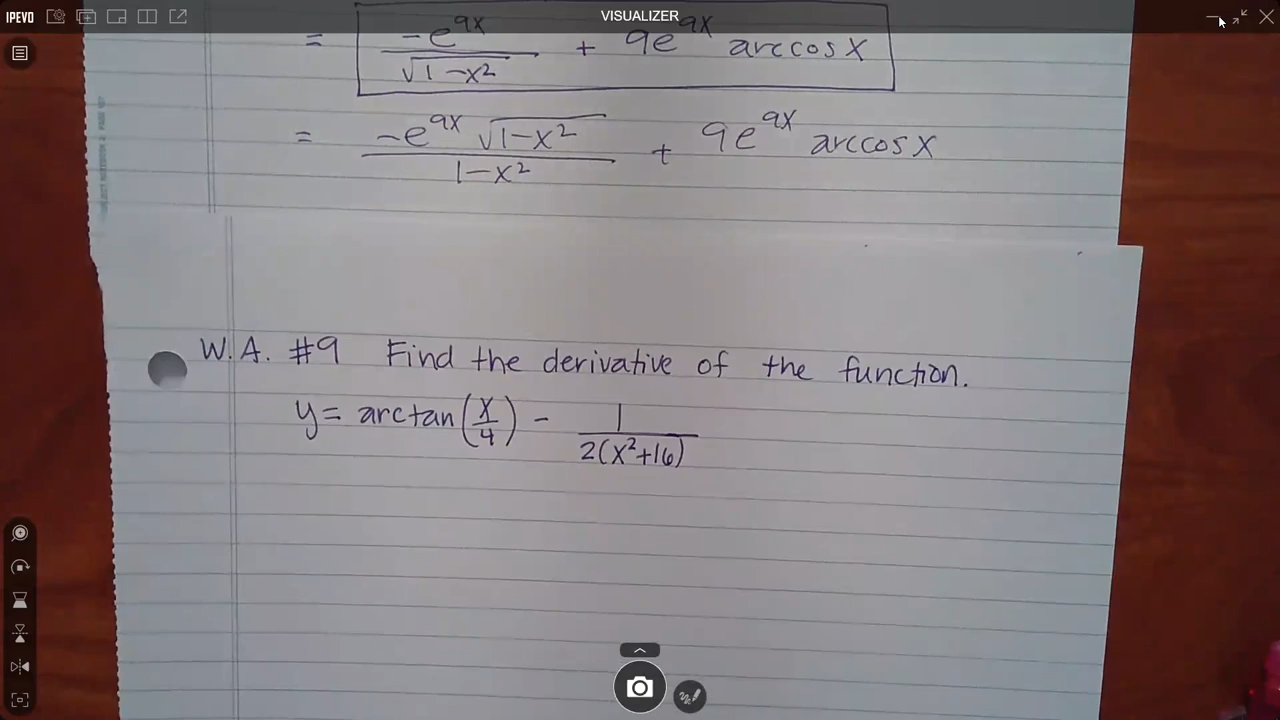 IPEVO
VISUALIZER
= -e^9x / √1-x² + 9e^9x arccos x
= -e^9x √1-x² / 1-x² + 9e^9x arccos x
W.A. #9 Find the derivative of the function.
y = arctan(x/4) - 1 / 2(x²+16)